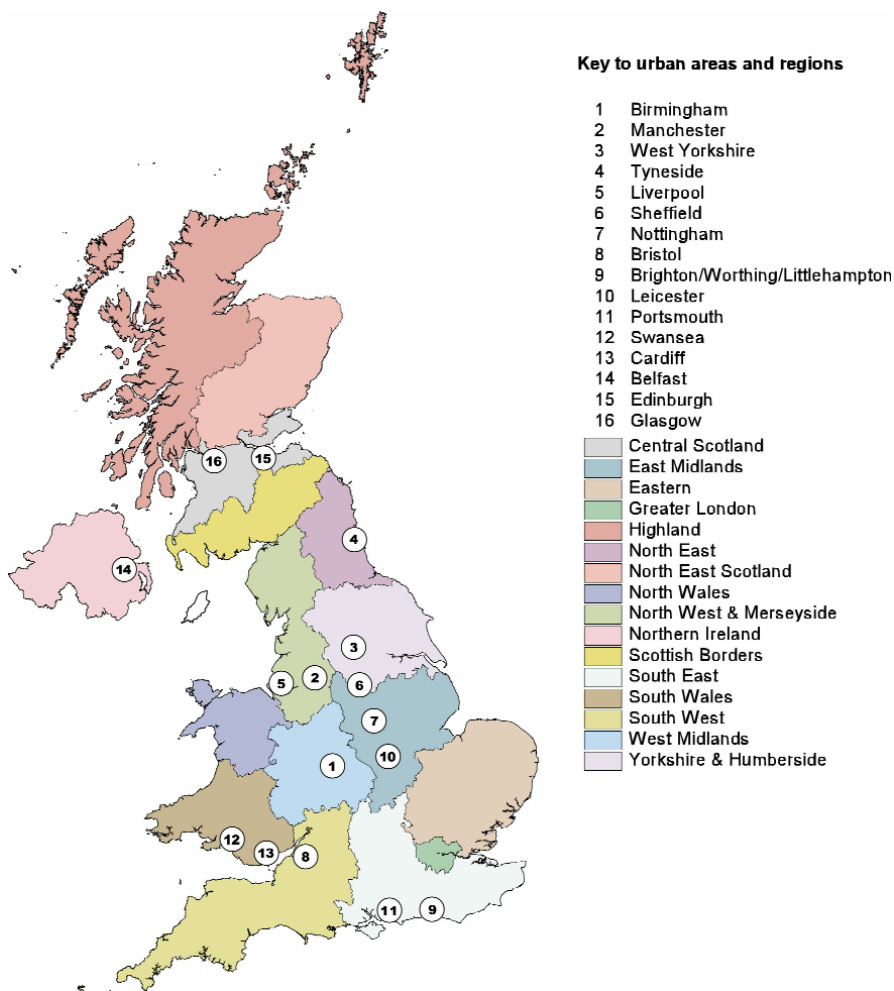 Key to urban areas and regions
1 Birmingham
2 Manchester
3 West Yorkshire
4 Tyneside
5 Liverpool
6 Sheffield
7 Nottingham
8 Bristol
9 Brighton/Worthing/Littlehampton
10 Leicester
11 Portsmouth
12 Swansea
13 Cardiff
14 Belfast
15 Edinburgh
16 Glasgow
Central Scotland
East Midlands
Eastern
Greater London
Highland
North East
North East Scotland
North Wales
North West & Merseyside
Northern Ireland
Scottish Borders
South East
South Wales
South West
West Midlands
Yorkshire & Humberside
16
15
4
14
3
5
2
6
7
10
1
12
13
8
11
9